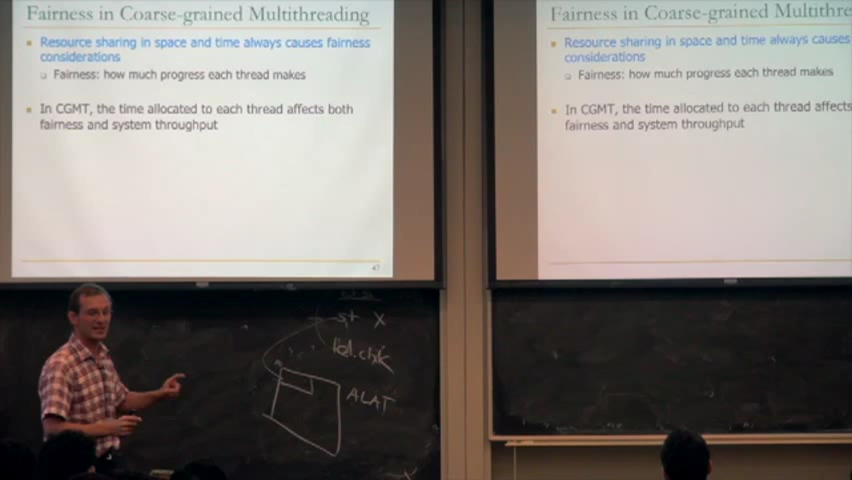 Fairness in Coarse-grained Multithreading
Resource sharing in space and time always causes fairness
considerations
Fairness: how much progress each thread makes
In CGMT, the time allocated to each thread affects both
fairness and system throughput
47
Fairness in Coarse-grained Multithre
Resource sharing in space and time always causes
considerations
Fairness: how much progress each thread makes
In CGMT, the time allocated to each thread affects
fairness and system throughput
st X
ld.chk
ALAT